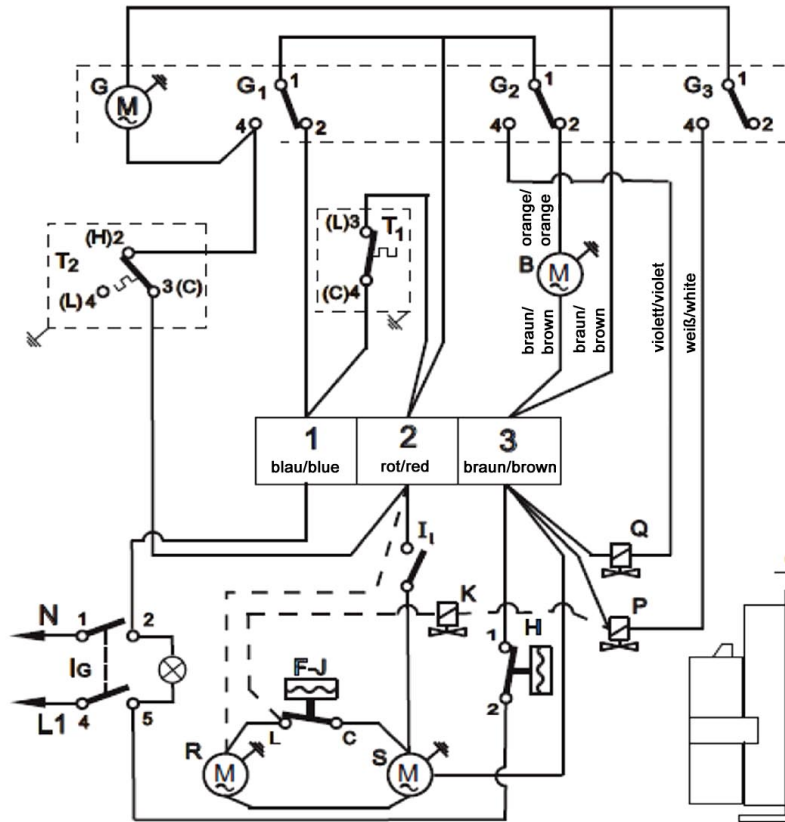 G
G1
1
2
4
G2
1
4
2
G3
1
4
2
M
(H)2
T2
(L)4
3(C)
(L)3
T1
(C)4
orange/
orange
B
M
braun/
brown
braun/
brown
violett/violet
weiß/white
1
2
3
blau/blue
rot/red
braun/brown
I1
Q
K
P
H
1
2
N
1
2
IG
L1
4
5
F-J
L
C
R
M
S
M